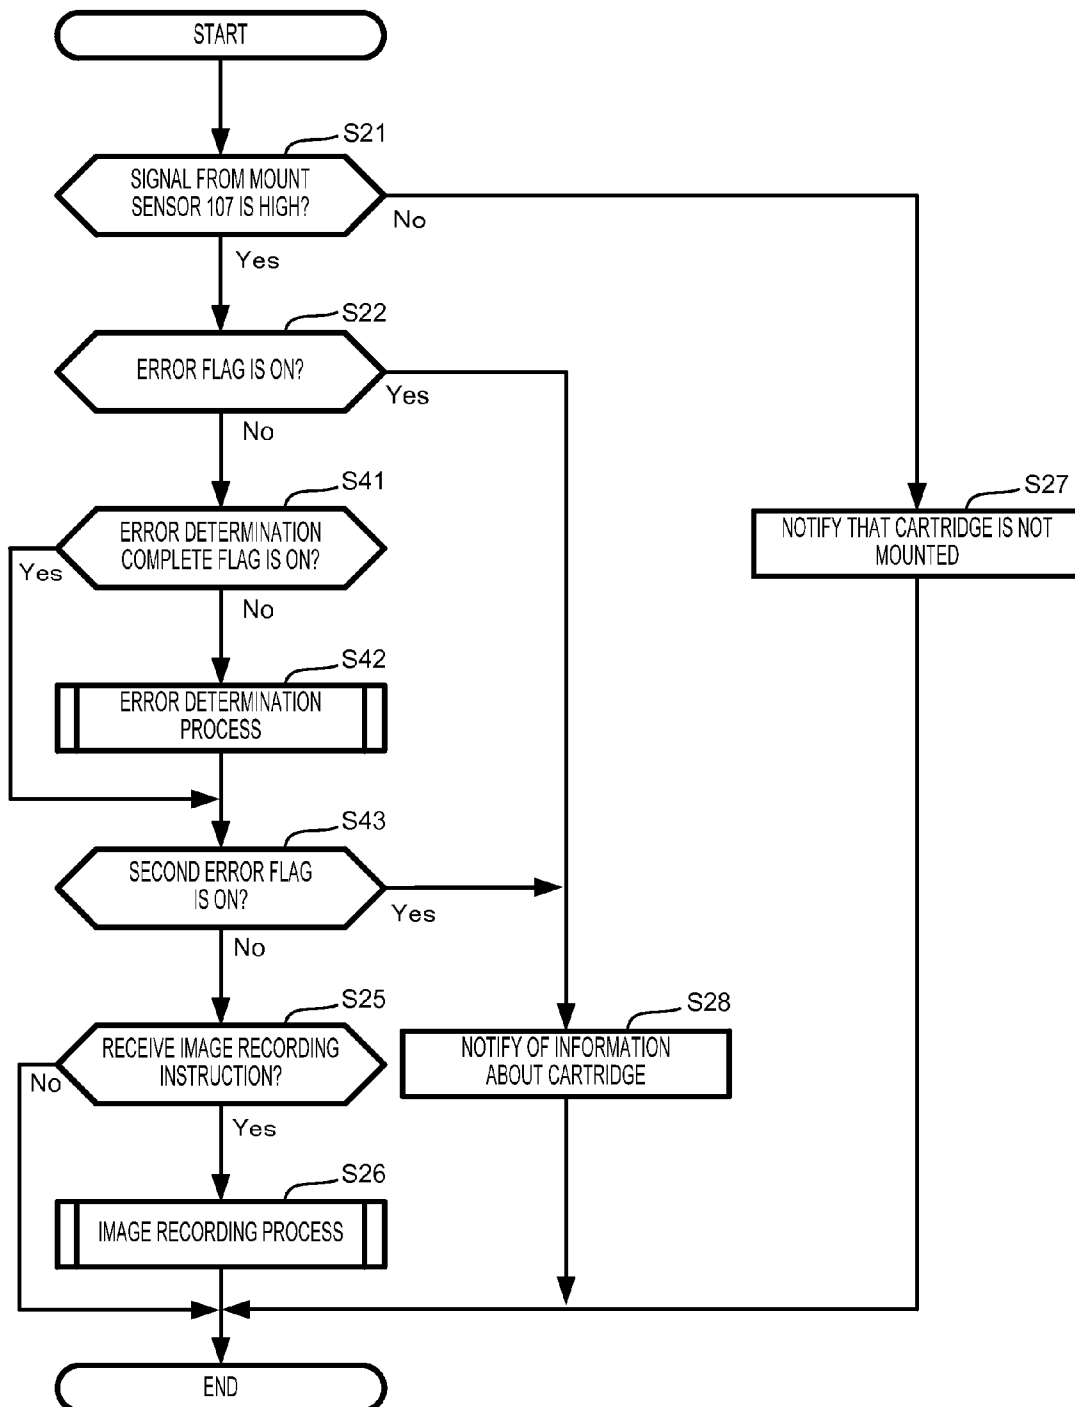 START
S21
SIGNAL FROM MOUNT
SENSOR 107 IS HIGH?
No
Yes
S22
ERROR FLAG IS ON?
Yes
No
S41
ERROR DETERMINATION
COMPLETE FLAG IS ON?
Yes
No
S27
NOTIFY THAT CARTRIDGE IS NOT
MOUNTED
S42
ERROR DETERMINATION
PROCESS
S43
SECOND ERROR FLAG
IS ON?
Yes
No
S25
RECEIVE IMAGE RECORDING
INSTRUCTION?
No
Yes
S28
NOTIFY OF INFORMATION
ABOUT CARTRIDGE
S26
IMAGE RECORDING PROCESS
END